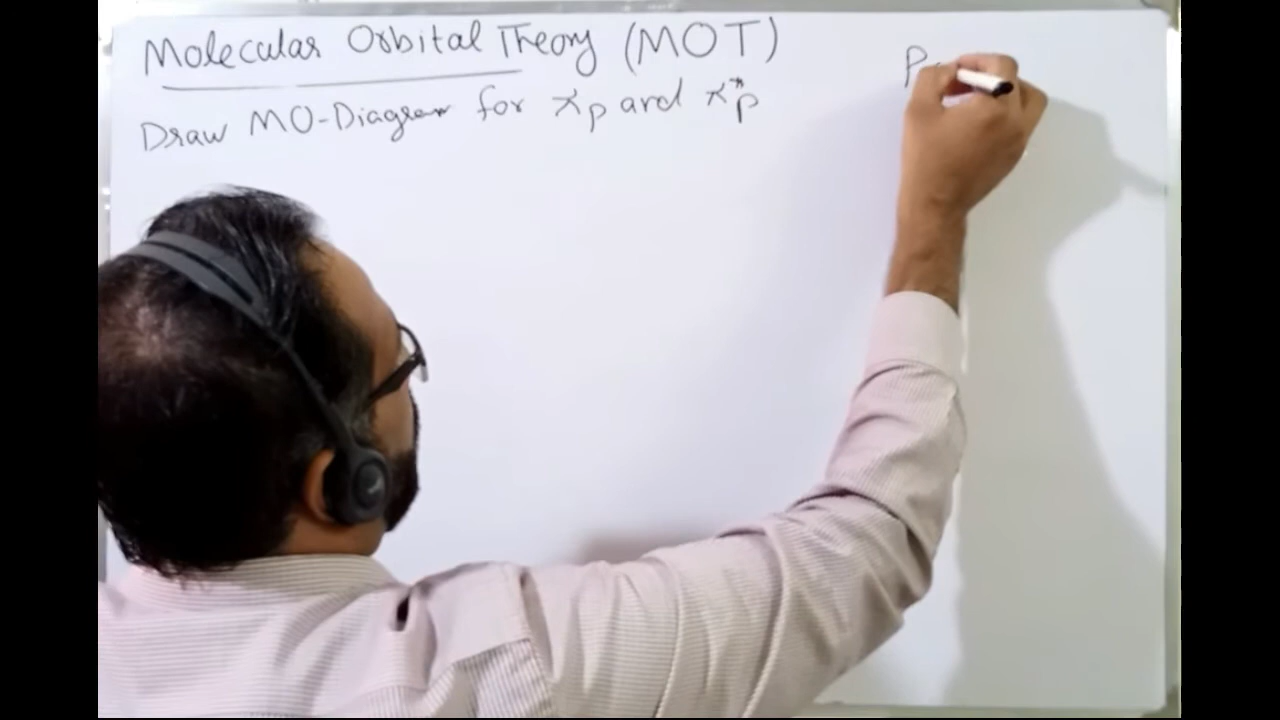 Molecular Orbital Theory (MOT)
Draw MO-Diagram for πp and π*p
P